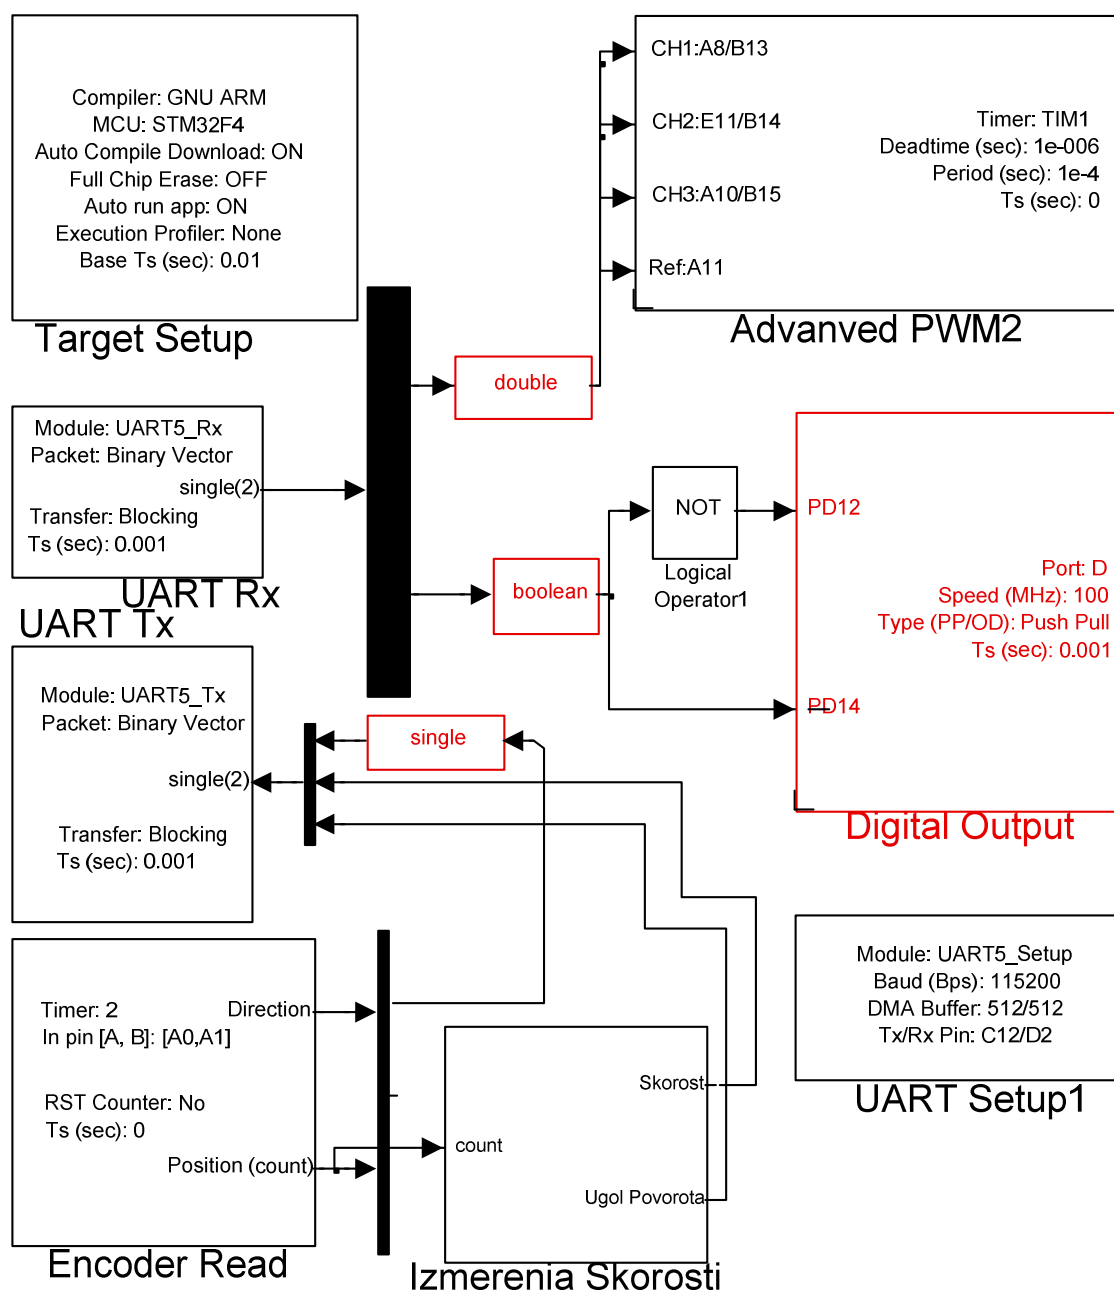 Compiler: GNU ARM
MCU: STM32F4
Auto Compile Download: ON
Full Chip Erase: OFF
Auto run app: ON
Execution Profiler: None
Base Ts (sec): 0.01
Target Setup
CH1:A8/B13
CH2:E11/B14
CH3:A10/B15
Ref:A11
Timer: TIM1
Deadtime (sec): 1e-006
Period (sec): 1e-4
Ts (sec): 0
Advanved PWM2
double
Module: UART5_Rx
Packet: Binary Vector
single(2)
Transfer: Blocking
Ts (sec): 0.001
UART Rx
boolean
NOT
Logical
Operator1
PD12
PD14
Port: D
Speed (MHz): 100
Type (PP/OD): Push Pull
Ts (sec): 0.001
Digital Output
UART Tx
Module: UART5_Tx
Packet: Binary Vector
single(2)
Transfer: Blocking
Ts (sec): 0.001
single
Timer: 2
In pin [A, B]: [A0,A1]
RST Counter: No
Ts (sec): 0
Direction
Position (count)
Encoder Read
count
Skorost
Ugol Povorota
Izmerenia Skorosti
Module: UART5_Setup
Baud (Bps): 115200
DMA Buffer: 512/512
Tx/Rx Pin: C12/D2
UART Setup1